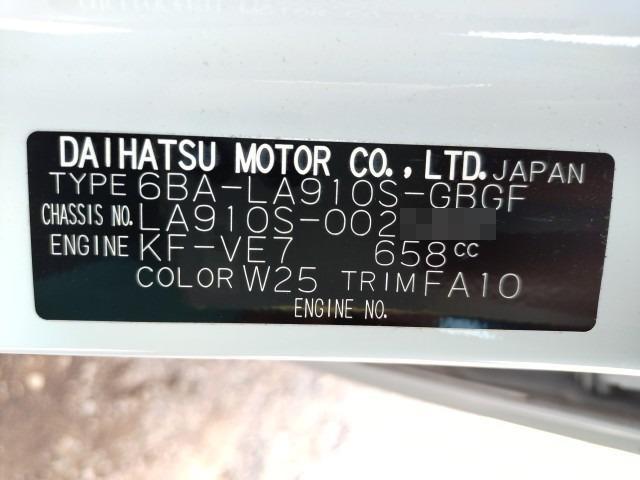 DAIHATSU MOTOR CO., LTD. JAPAN
TYPE 6BA-LA910S-GBGF
CHASSIS NO. LA910S-002
ENGINE KF-VE7 658cc
COLOR W25 TRIM FA10
ENGINE NO.